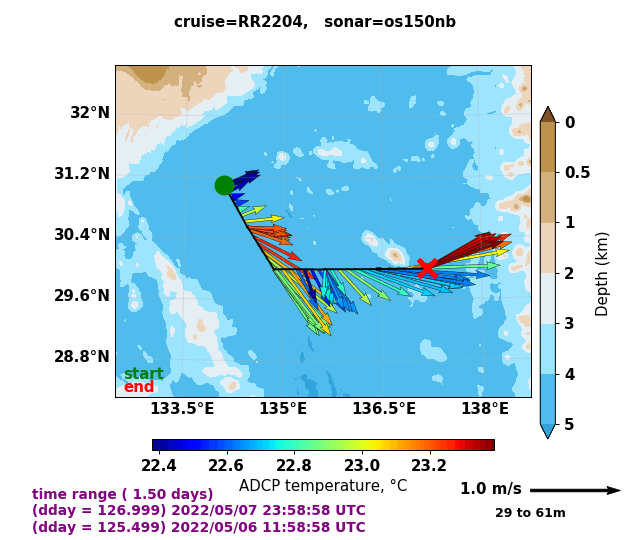 cruise=RR2204,   sonar=os150nb
32°N
31.2°N
30.4°N
29.6°N
28.8°N
start
end
133.5°E
135°E
136.5°E
138°E
0
0.5
1
2
3
4
5
Depth (km)
22.4
22.6
22.8
23.0
23.2
ADCP temperature, °C
1.0 m/s
29 to 61m
time range ( 1.50 days)
(dday = 126.999) 2022/05/07 23:58:58 UTC
(dday = 125.499) 2022/05/06 11:58:58 UTC